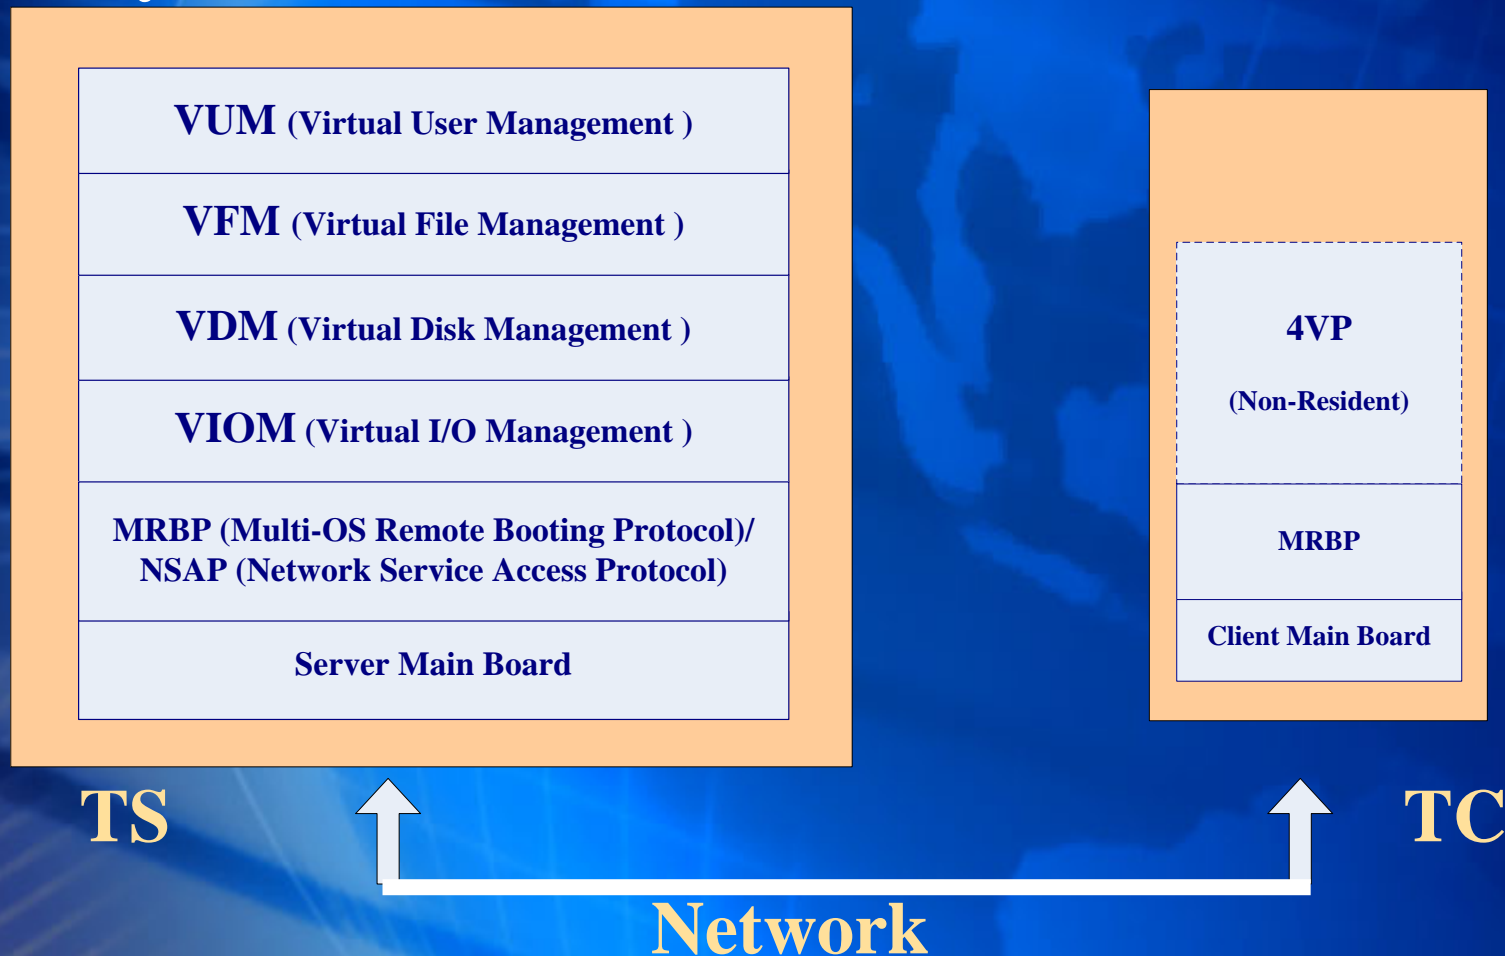 VUM (Virtual User Management )
VFM (Virtual File Management )
VDM (Virtual Disk Management )
VIOM (Virtual I/O Management )
MRBP (Multi-OS Remote Booting Protocol)/
NSAP (Network Service Access Protocol)
Server Main Board
4VP
(Non-Resident)
MRBP
Client Main Board
TS
TC
Network